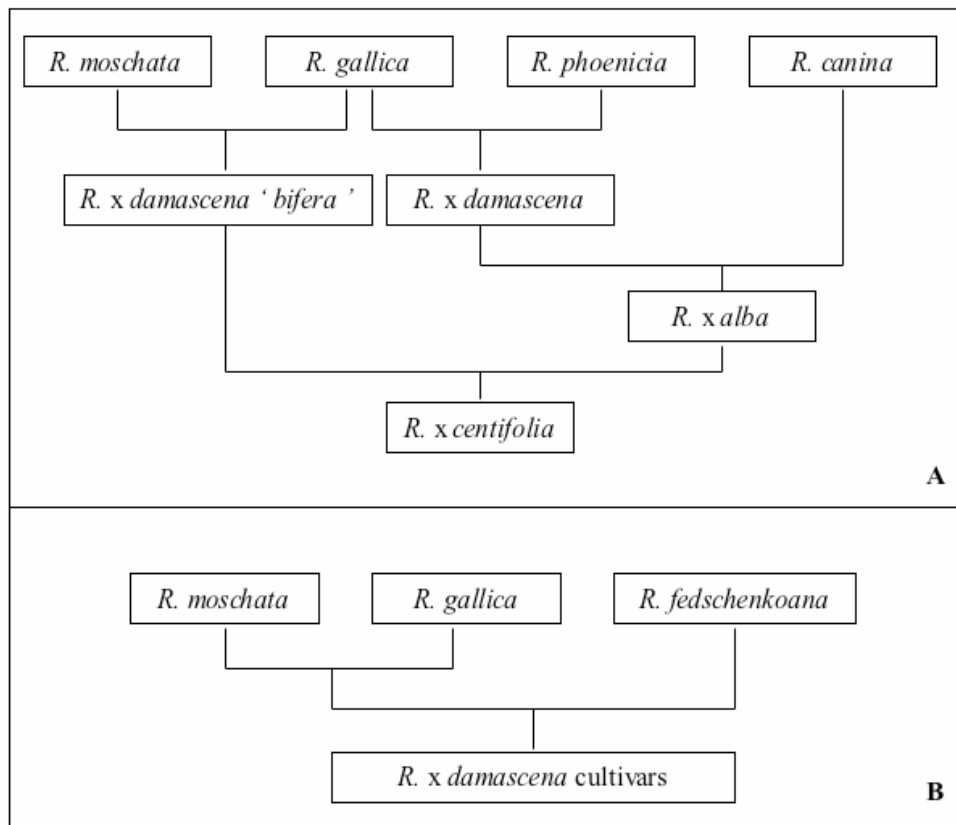 R. moschata
R. gallica
R. phoenicia
R. canina
R. x damascena ‘ bifera ’
R. x damascena
R. x alba
R. x centifolia
A
R. moschata
R. gallica
R. fedschenkoana
R. x damascena cultivars
B